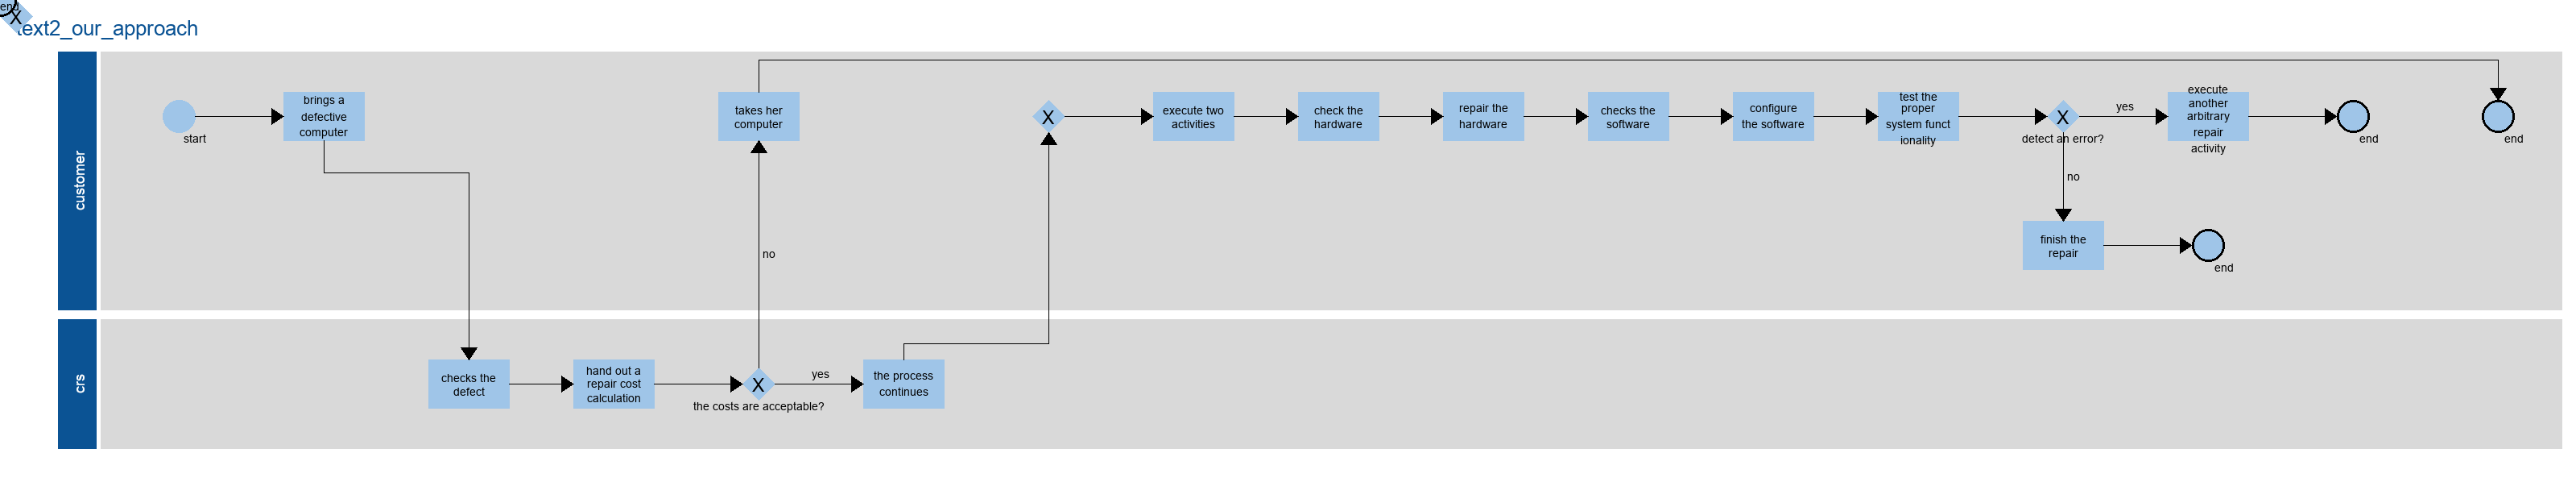 end
X
text2_our_approach
customer
start
brings a
defective
computer
takes her
computer
X
execute two
activities
check the
hardware
repair the
hardware
checks the
software
configure
the software
test the
proper
system funct
ionality
X
detect an error?
yes
no
execute
another
arbitrary
repair
activity
end
end
finish the
repair
end
no
crs
checks the
defect
hand out a
repair cost
calculation
X
the costs are acceptable?
yes
the process
continues